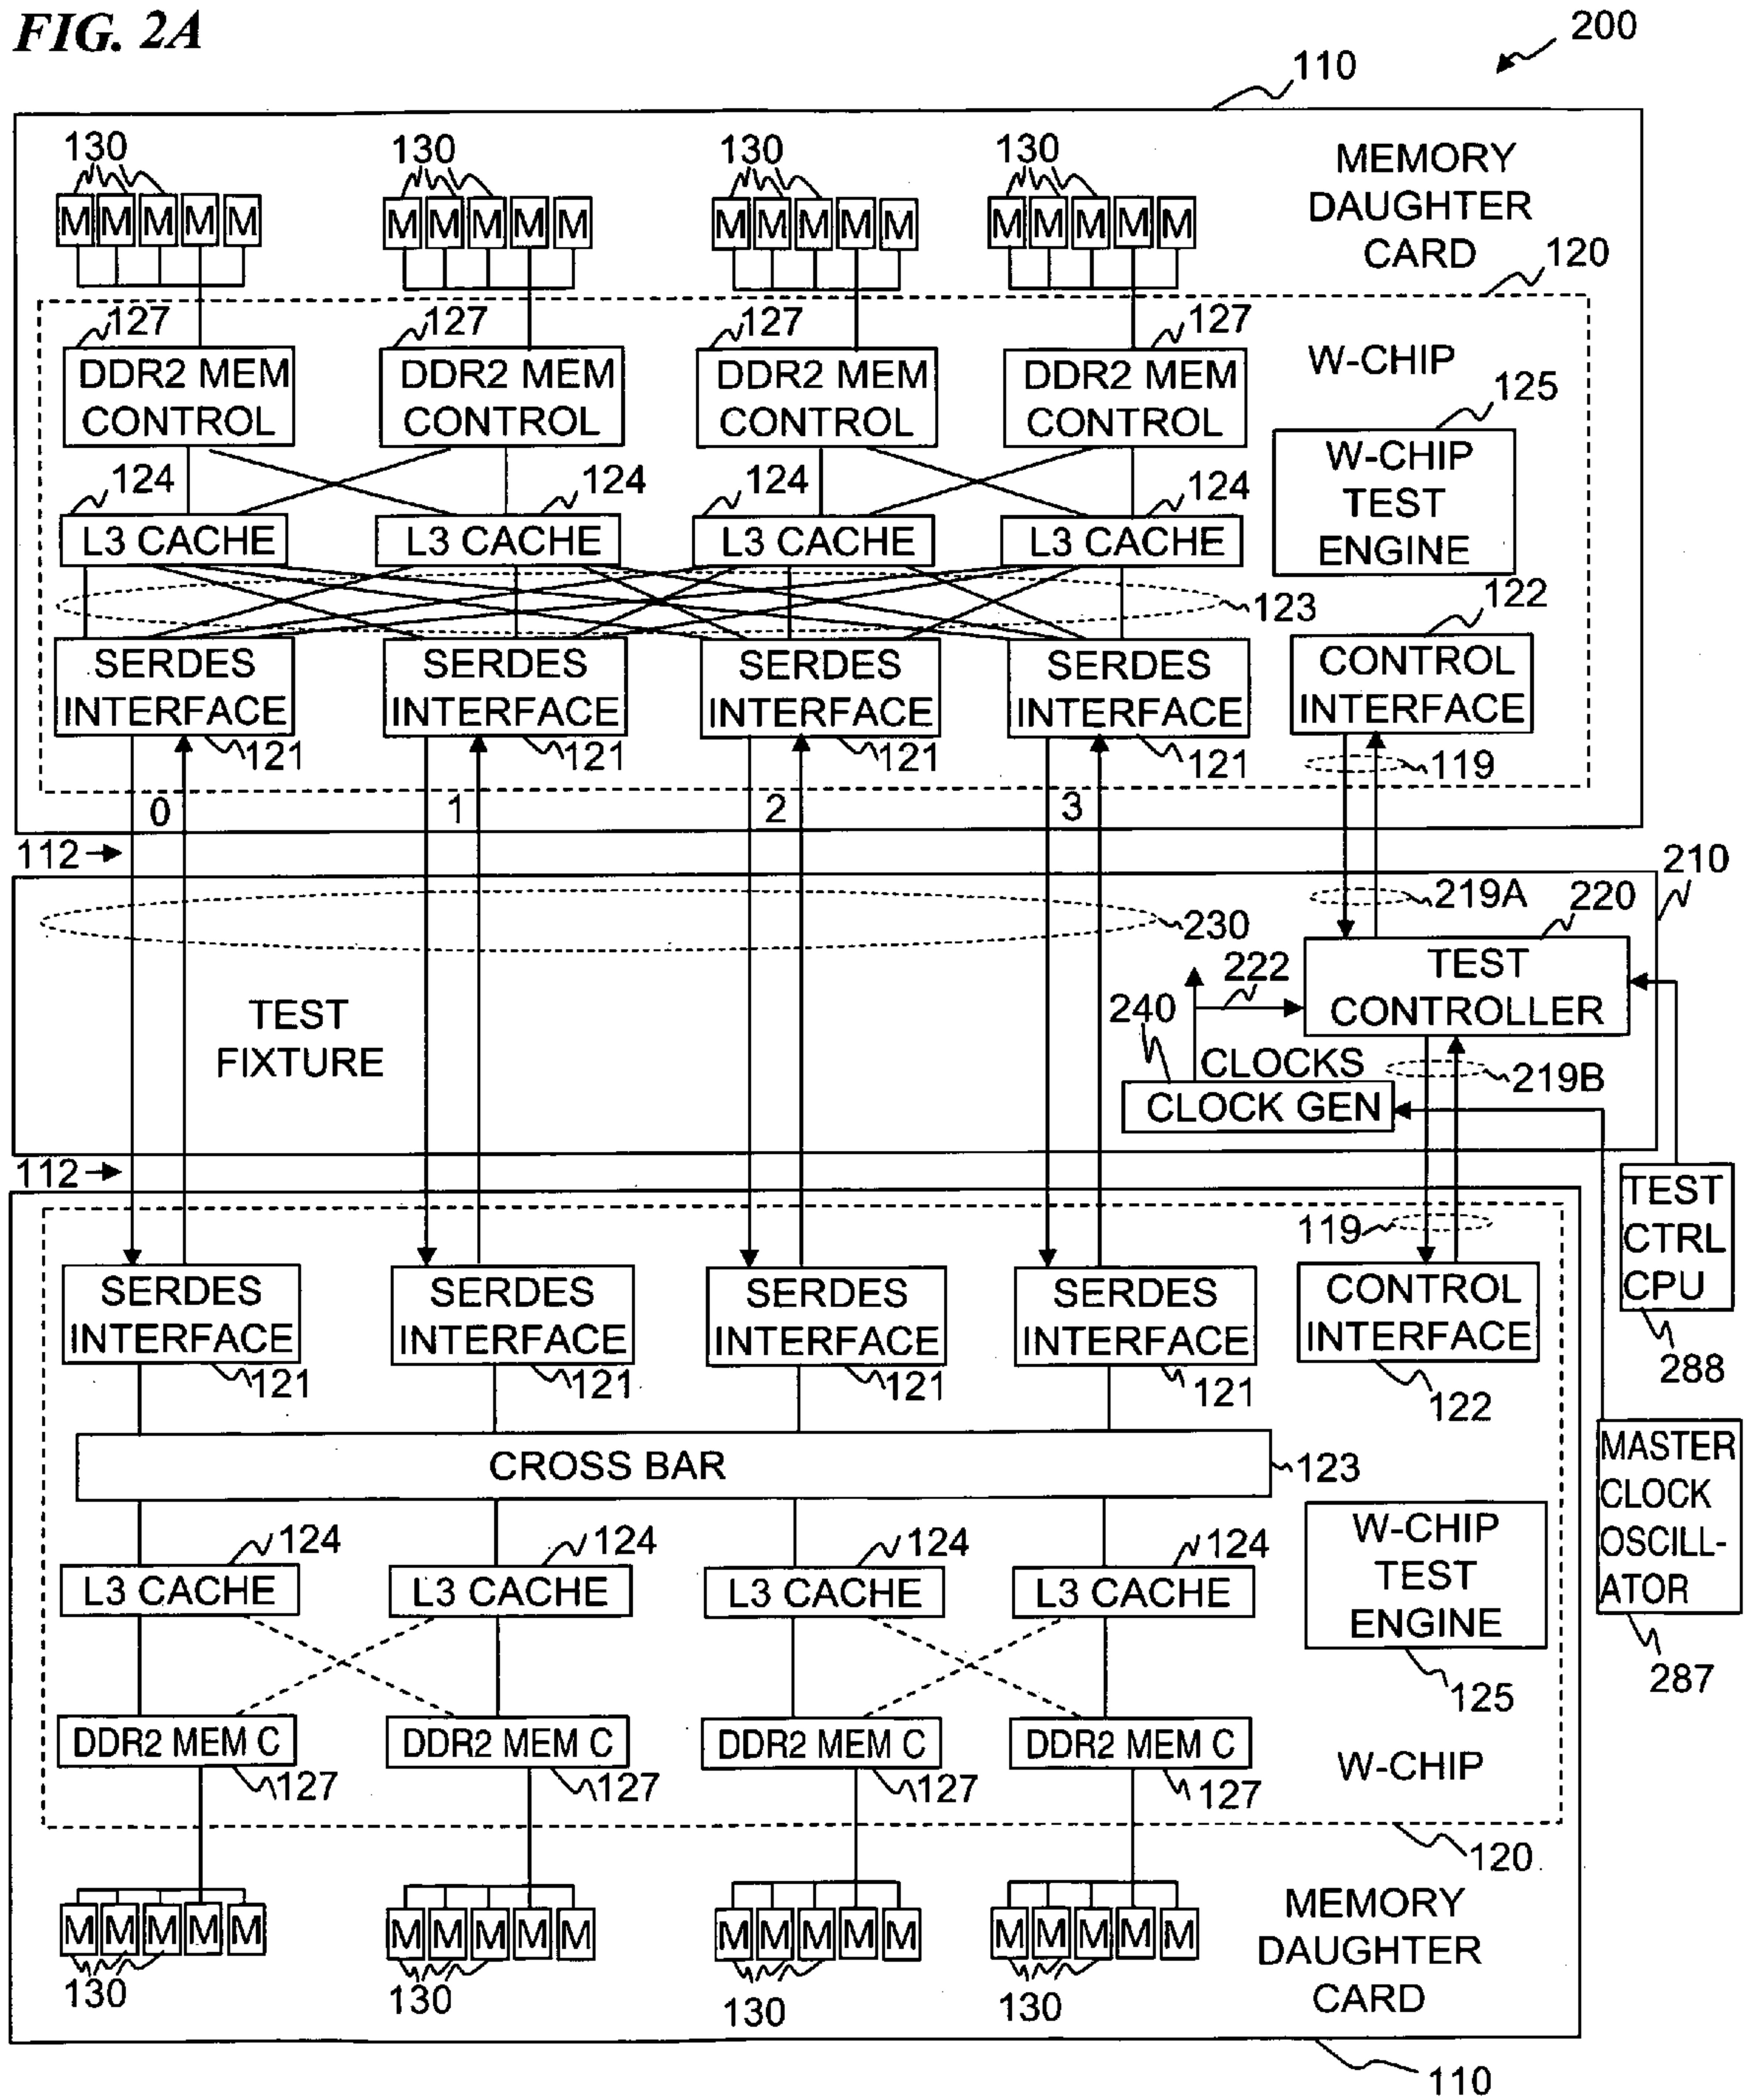 FIG. 2A
200
110
130 130 130 130
MEMORY
DAUGHTER
CARD
M M M M M M M M M M M M M M M M M M M M
120
127 127 127 127
W-CHIP
DDR2 MEM CONTROL
DDR2 MEM CONTROL
DDR2 MEM CONTROL
DDR2 MEM CONTROL
125
W-CHIP
TEST
ENGINE
124 124 124 124
L3 CACHE L3 CACHE L3 CACHE L3 CACHE
123
122
SERDES INTERFACE
SERDES INTERFACE
SERDES INTERFACE
SERDES INTERFACE
CONTROL
INTERFACE
121 121 121 121
119
0 1 2 3
112
210
219A
220
230
TEST
CONTROLLER
222
240
TEST
FIXTURE
CLOCKS
219B
CLOCK GEN
112
TEST
CTRL
CPU
288
119
SERDES INTERFACE
SERDES INTERFACE
SERDES INTERFACE
SERDES INTERFACE
CONTROL
INTERFACE
121 121 121 121
122
CROSS BAR
123
MASTER
CLOCK
OSCILL-
ATOR
287
124 124 124 124
L3 CACHE L3 CACHE L3 CACHE L3 CACHE
W-CHIP
TEST
ENGINE
125
DDR2 MEM C DDR2 MEM C DDR2 MEM C DDR2 MEM C
127 127 127 127
W-CHIP
120
M M M M M M M M M M M M M M M M M M M M
130 130 130 130
MEMORY
DAUGHTER
CARD
110